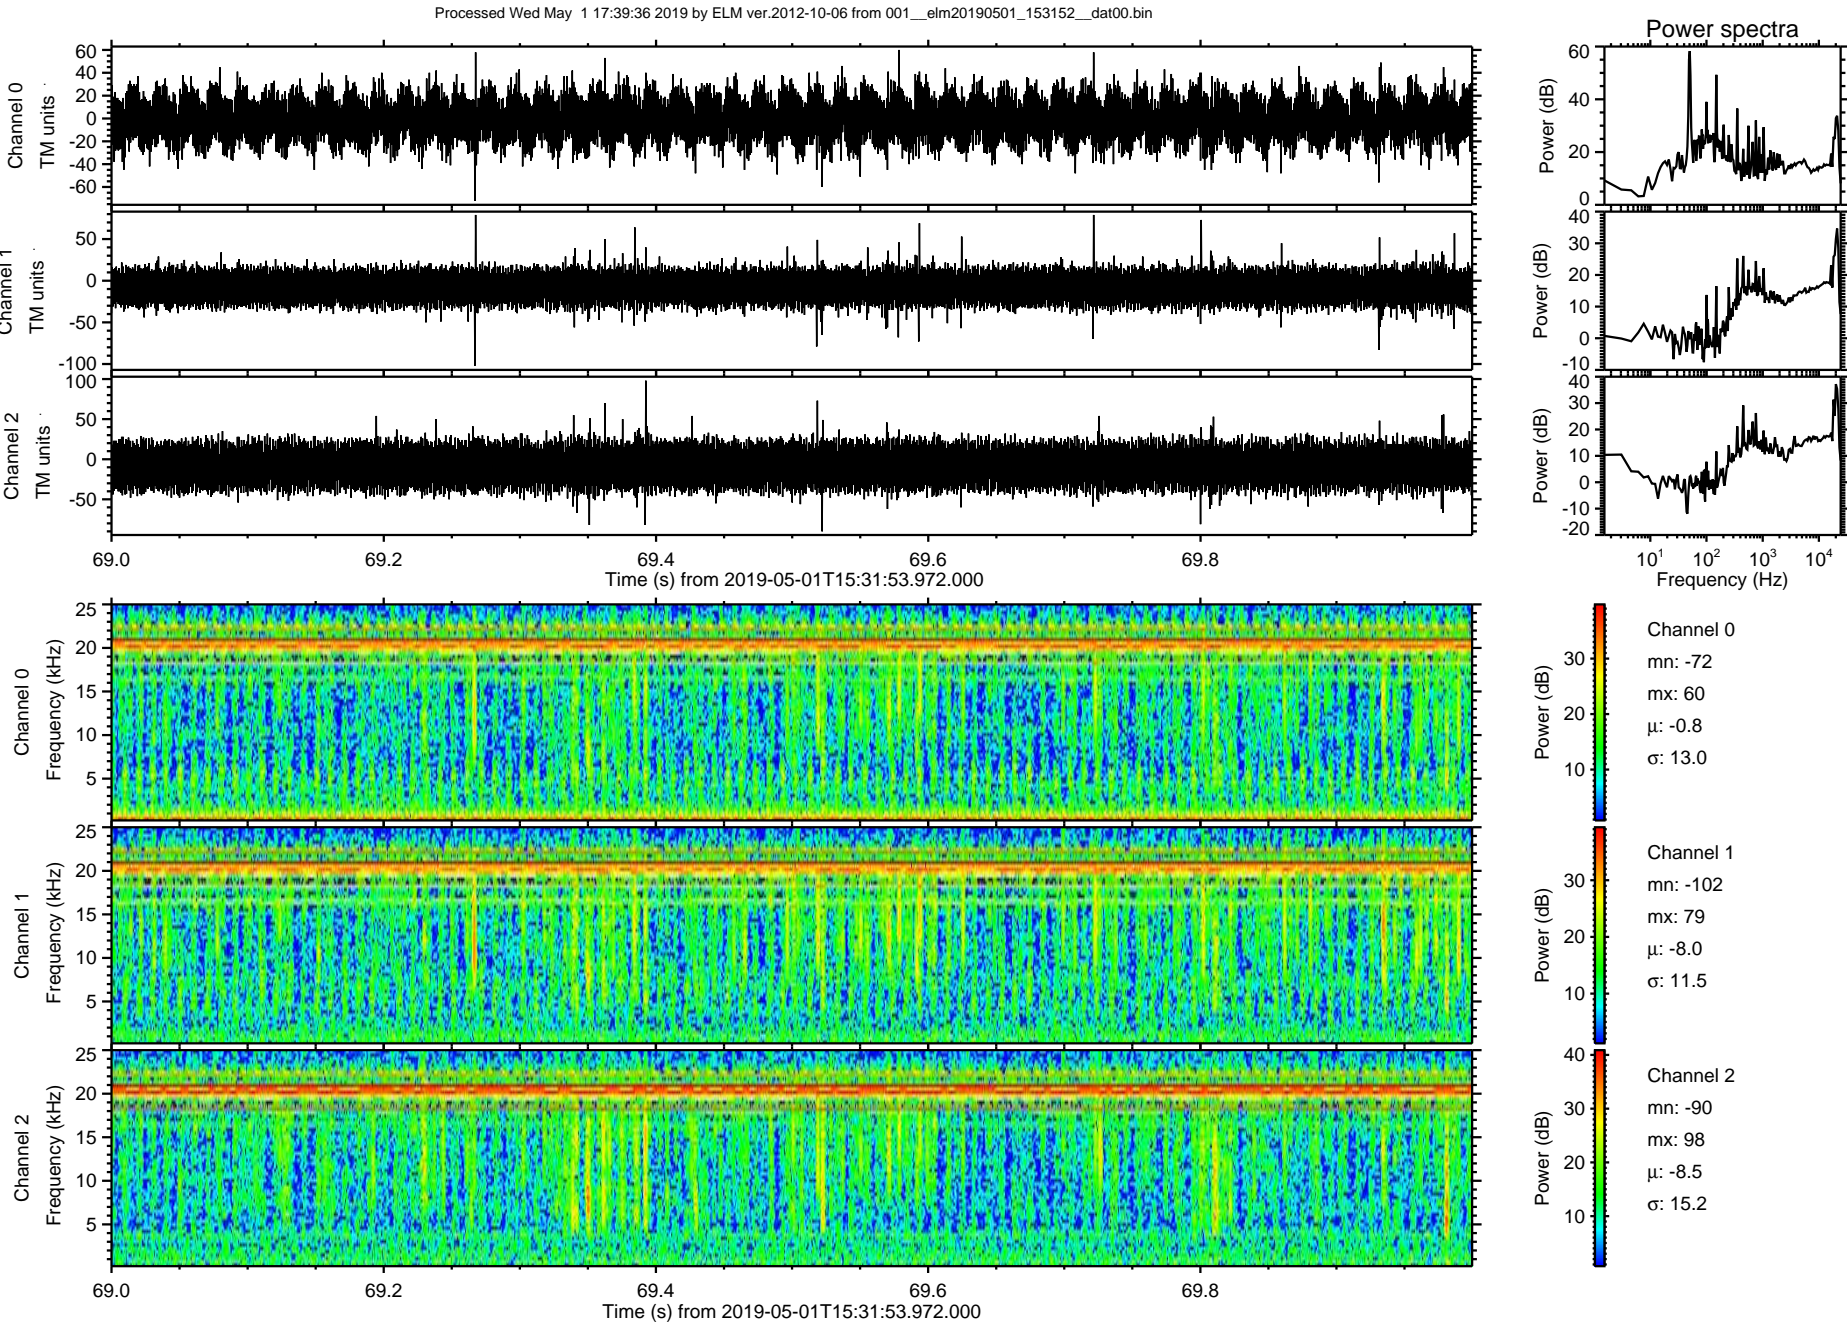 Processed Wed May  1 17:39:36 2019 by ELM ver.2012-10-06 from 001__elm20190501_153152__dat00.bin
Power spectra
Channel 0
TM units
60
40
20
0
-20
-40
-60
Power (dB)
60
40
20
0
Channel 1
TM units
50
0
-50
-100
Power (dB)
40
30
20
10
0
-10
Channel 2
TM units
100
50
0
-50
Power (dB)
40
30
20
10
0
-10
-20
69.0 69.2 69.4 69.6 69.8
Time (s) from 2019-05-01T15:31:53.972.000
10^1 10^2 10^3 10^4
Frequency (Hz)
Channel 0
Frequency (kHz)
25
20
15
10
5
Power (dB)
30
20
10
Channel 0
mn: -72
mx: 60
μ: -0.8
σ: 13.0
Channel 1
Frequency (kHz)
25
20
15
10
5
Power (dB)
30
20
10
Channel 1
mn: -102
mx: 79
μ: -8.0
σ: 11.5
Channel 2
Frequency (kHz)
25
20
15
10
5
Power (dB)
40
30
20
10
Channel 2
mn: -90
mx: 98
μ: -8.5
σ: 15.2
69.0 69.2 69.4 69.6 69.8
Time (s) from 2019-05-01T15:31:53.972.000